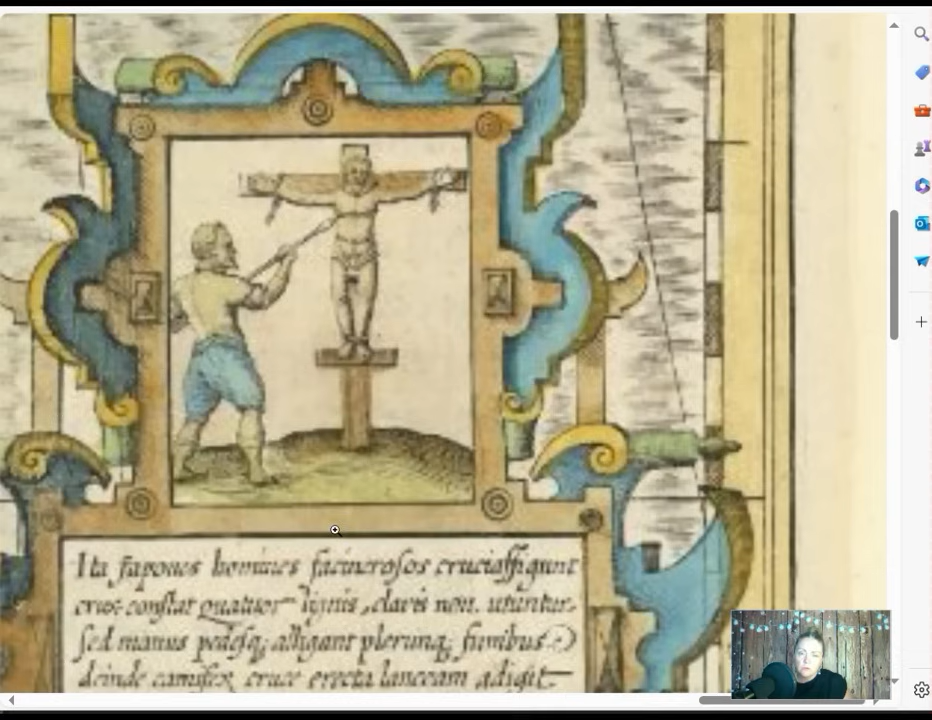 Ita Japones homines facinerosos cruciaffigunt
crux constat quatuor lignis, clavis non utuntur,
sed manus pedesq; alligant plerumq; funibus
deinde carnifex cruce erecta lanceam adigit